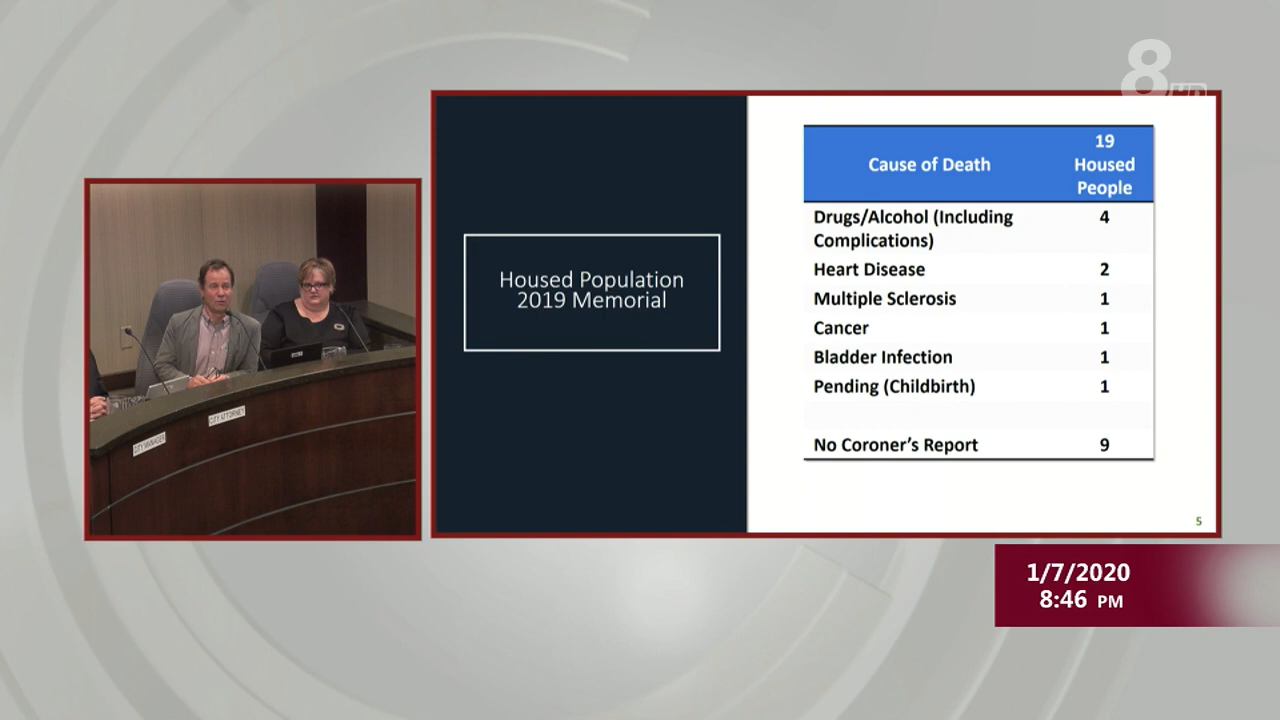 8HD
CITY MANAGER
CITY ATTORNEY
Housed Population
2019 Memorial
Cause of Death
19
Housed
People
Drugs/Alcohol (Including
Complications)
4
Heart Disease 2
Multiple Sclerosis 1
Cancer 1
Bladder Infection 1
Pending (Childbirth) 1
No Coroner's Report 9
5
1/7/2020
8:46 PM